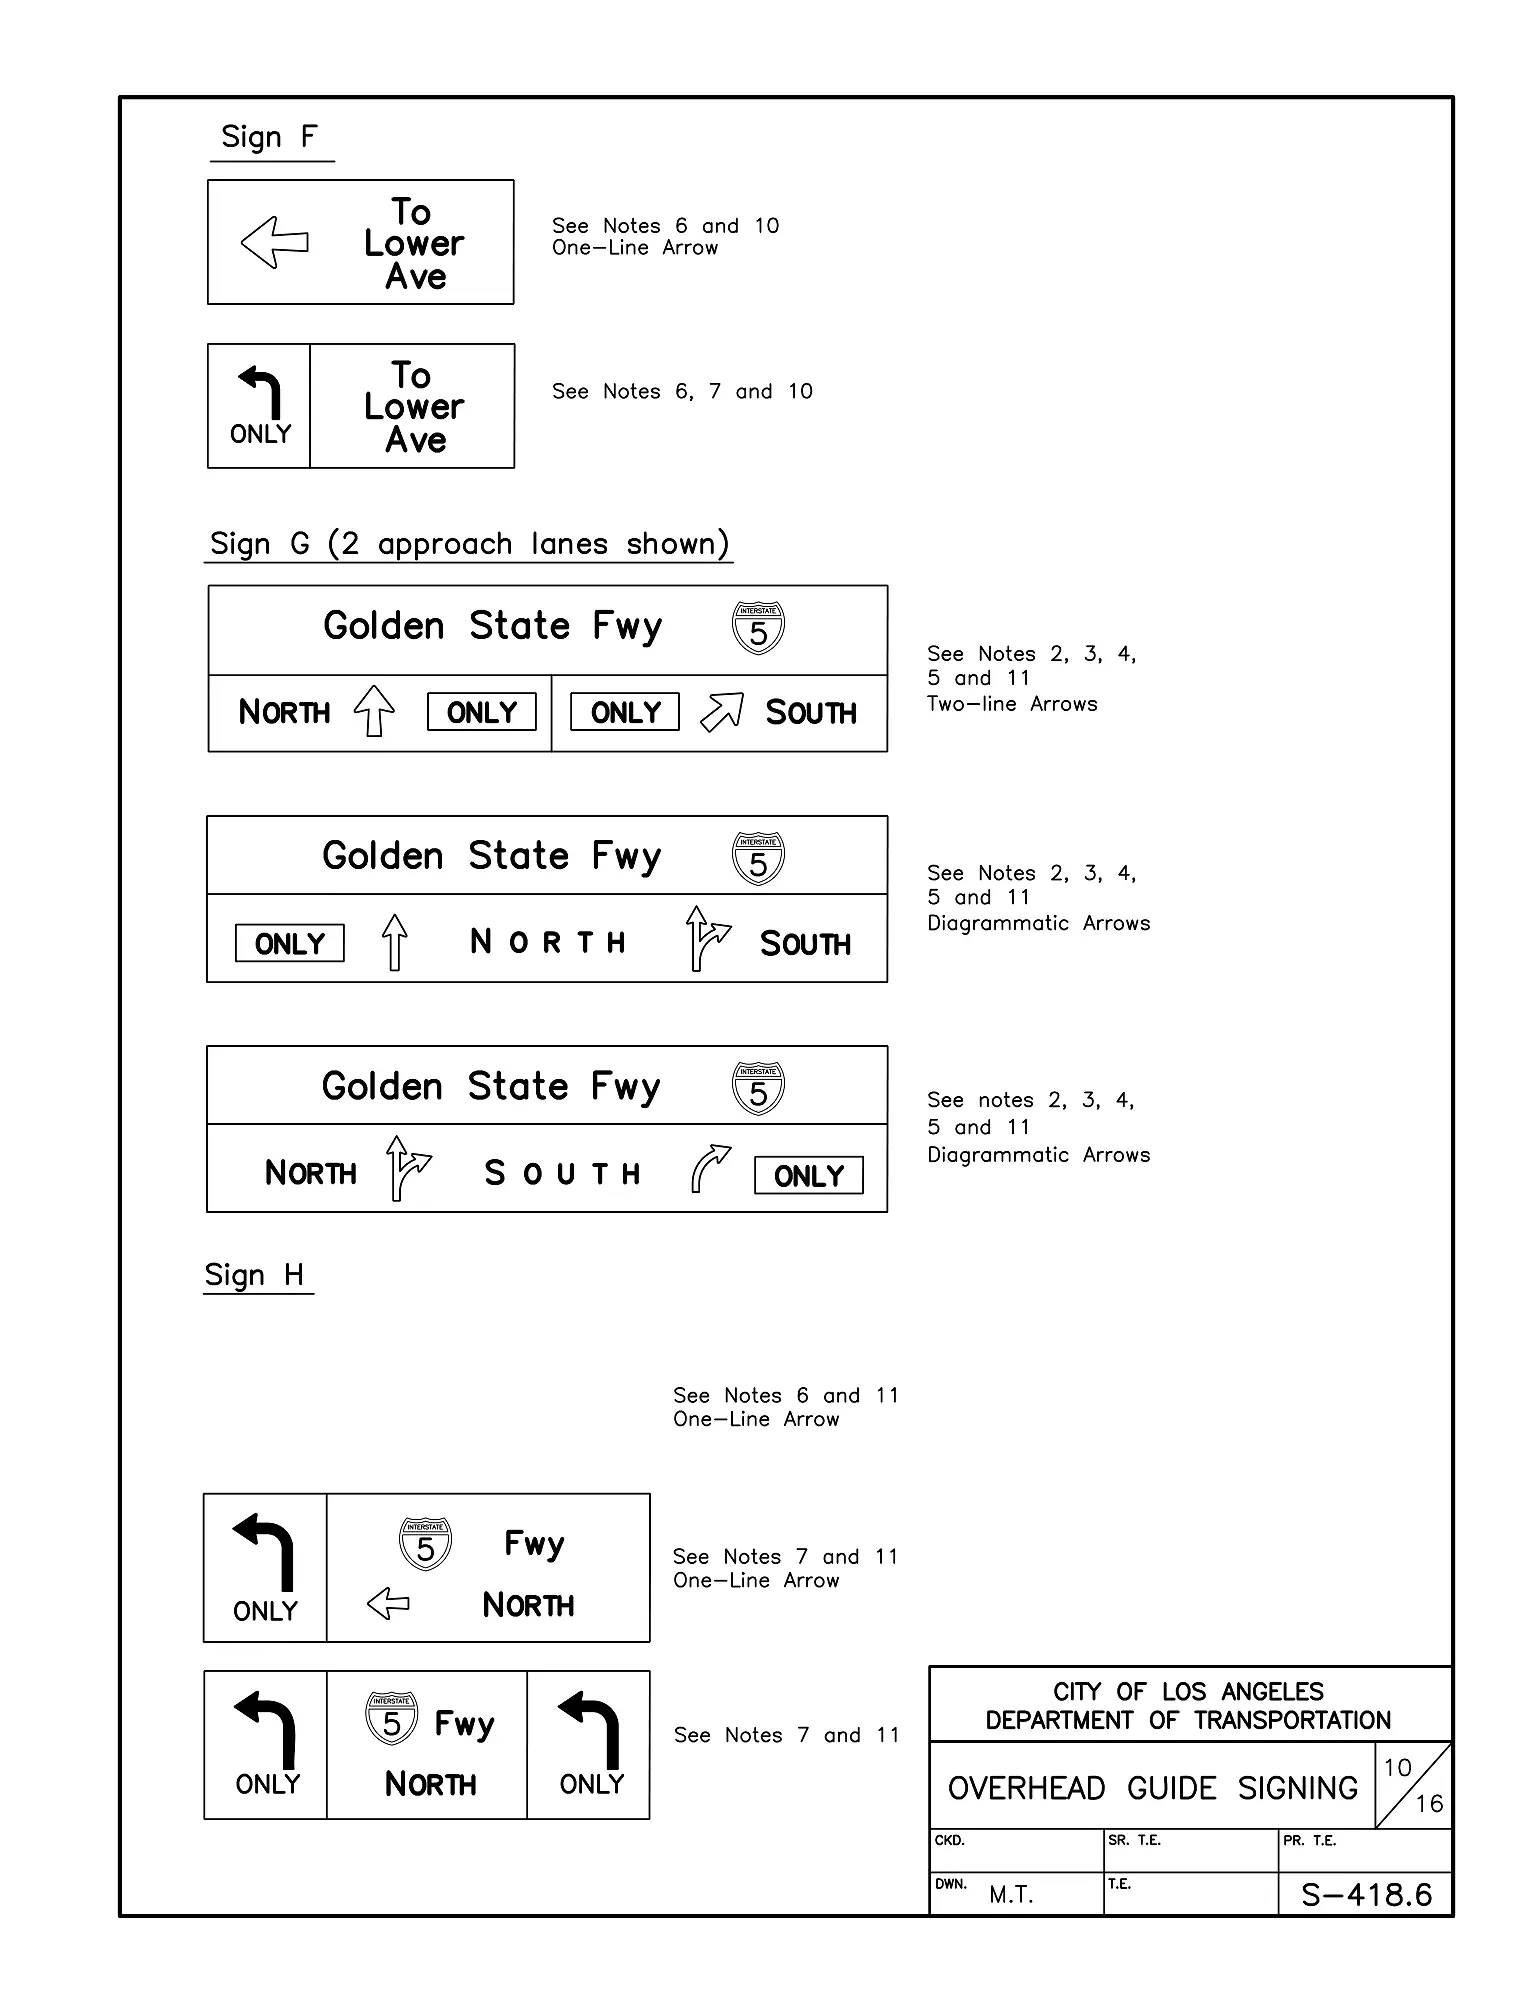 Sign F
To
Lower
Ave
See Notes 6 and 10
One-Line Arrow
ONLY
To
Lower
Ave
See Notes 6, 7 and 10
Sign G (2 approach lanes shown)
Golden State Fwy
INTERSTATE
5
NORTH
ONLY
ONLY
SOUTH
See Notes 2, 3, 4,
5 and 11
Two-line Arrows
Golden State Fwy
INTERSTATE
5
ONLY
NORTH
SOUTH
See Notes 2, 3, 4,
5 and 11
Diagrammatic Arrows
Golden State Fwy
INTERSTATE
5
NORTH
SOUTH
ONLY
See notes 2, 3, 4,
5 and 11
Diagrammatic Arrows
Sign H
See Notes 6 and 11
One-Line Arrow
ONLY
INTERSTATE
5
Fwy
NORTH
See Notes 7 and 11
One-Line Arrow
ONLY
INTERSTATE
5
Fwy
NORTH
ONLY
See Notes 7 and 11
CITY OF LOS ANGELES
DEPARTMENT OF TRANSPORTATION
OVERHEAD GUIDE SIGNING
10/16
CKD.
SR. T.E.
PR. T.E.
DWN. M.T.
T.E.
S-418.6